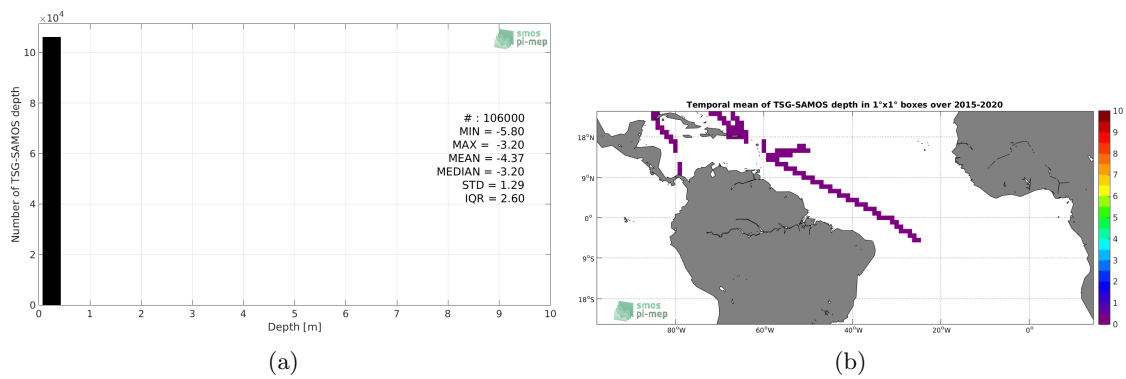 ×10⁴
smos
pi-mep
Number of TSG-SAMOS depth
10
8
6
4
2
0
# : 106000
MIN = -5.80
MAX = -3.20
MEAN = -4.37
MEDIAN = -3.20
STD = 1.29
IQR = 2.60
0 1 2 3 4 5 6 7 8 9 10
Depth [m]
(a)
Temporal mean of TSG-SAMOS depth in 1°x1° boxes over 2015-2020
18°N
9°N
0°
9°S
18°S
80°W 60°W 40°W 20°W 0°
10
9
8
7
6
5
4
3
2
1
0
smos
pi-mep
(b)